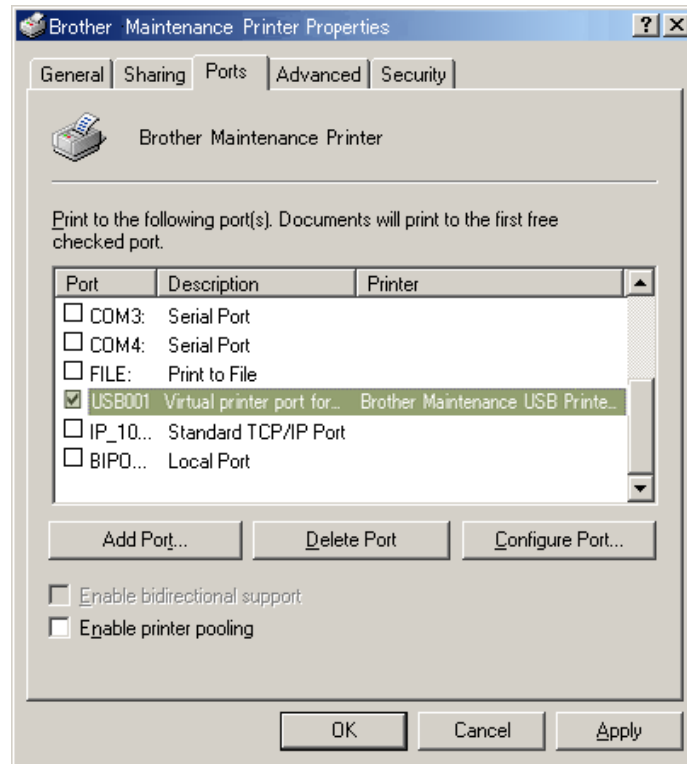 Brother Maintenance Printer Properties
General Sharing Ports Advanced Security
Brother Maintenance Printer
Print to the following port(s). Documents will print to the first free
checked port.
Port Description Printer
COM3: Serial Port
COM4: Serial Port
FILE: Print to File
USB001 Virtual printer port for... Brother Maintenance USB Printe...
IP_10... Standard TCP/IP Port
BIPO... Local Port
Add Port... Delete Port Configure Port...
Enable bidirectional support
Enable printer pooling
OK Cancel Apply